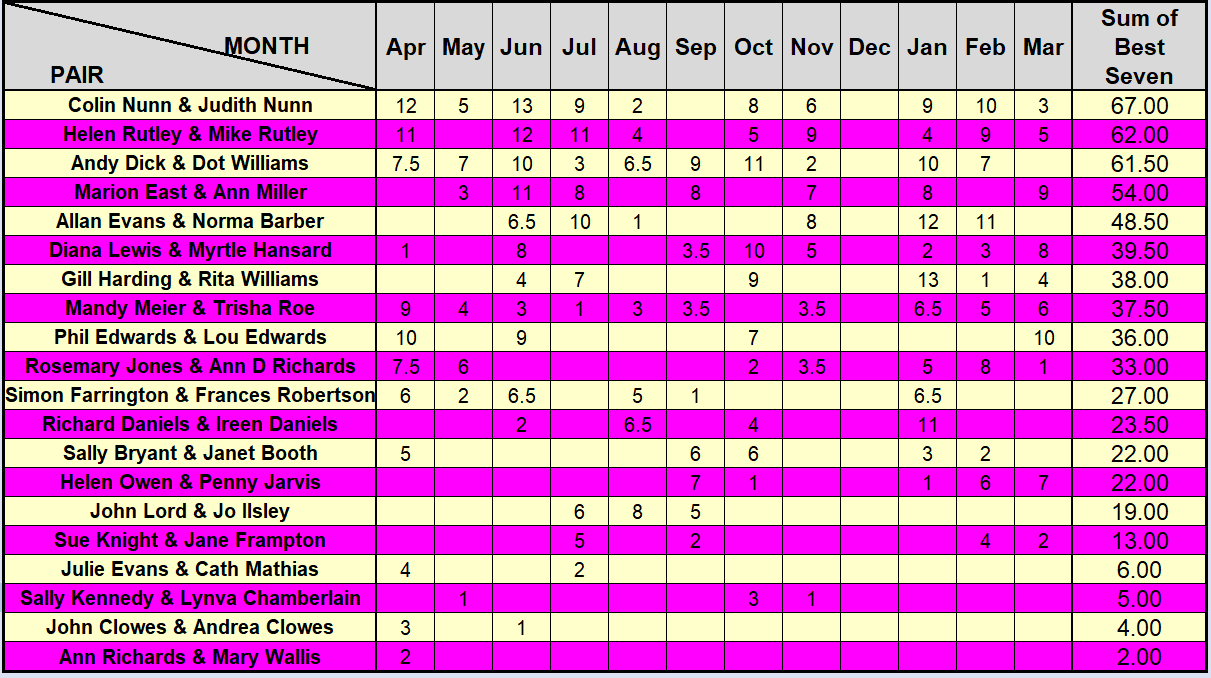 MONTH
PAIR
Apr May Jun Jul Aug Sep Oct Nov Dec Jan Feb Mar Sum of Best Seven
Colin Nunn & Judith Nunn 12 5 13 9 2 8 6 9 10 3 67.00
Helen Rutley & Mike Rutley 11 12 11 4 5 9 4 9 5 62.00
Andy Dick & Dot Williams 7.5 7 10 3 6.5 9 11 2 10 7 61.50
Marion East & Ann Miller 3 11 8 8 7 8 9 54.00
Allan Evans & Norma Barber 6.5 10 1 8 12 11 48.50
Diana Lewis & Myrtle Hansard 1 8 3.5 10 5 2 3 8 39.50
Gill Harding & Rita Williams 4 7 9 13 1 4 38.00
Mandy Meier & Trisha Roe 9 4 3 1 3 3.5 3.5 6.5 5 6 37.50
Phil Edwards & Lou Edwards 10 9 7 10 36.00
Rosemary Jones & Ann D Richards 7.5 6 2 3.5 5 8 1 33.00
Simon Farrington & Frances Robertson 6 2 6.5 5 1 6.5 27.00
Richard Daniels & Ireen Daniels 2 6.5 4 11 23.50
Sally Bryant & Janet Booth 5 6 6 3 2 22.00
Helen Owen & Penny Jarvis 7 1 1 6 7 22.00
John Lord & Jo Ilsley 6 8 5 19.00
Sue Knight & Jane Frampton 5 2 4 2 13.00
Julie Evans & Cath Mathias 4 2 6.00
Sally Kennedy & Lynva Chamberlain 1 3 1 5.00
John Clowes & Andrea Clowes 3 1 4.00
Ann Richards & Mary Wallis 2 2.00